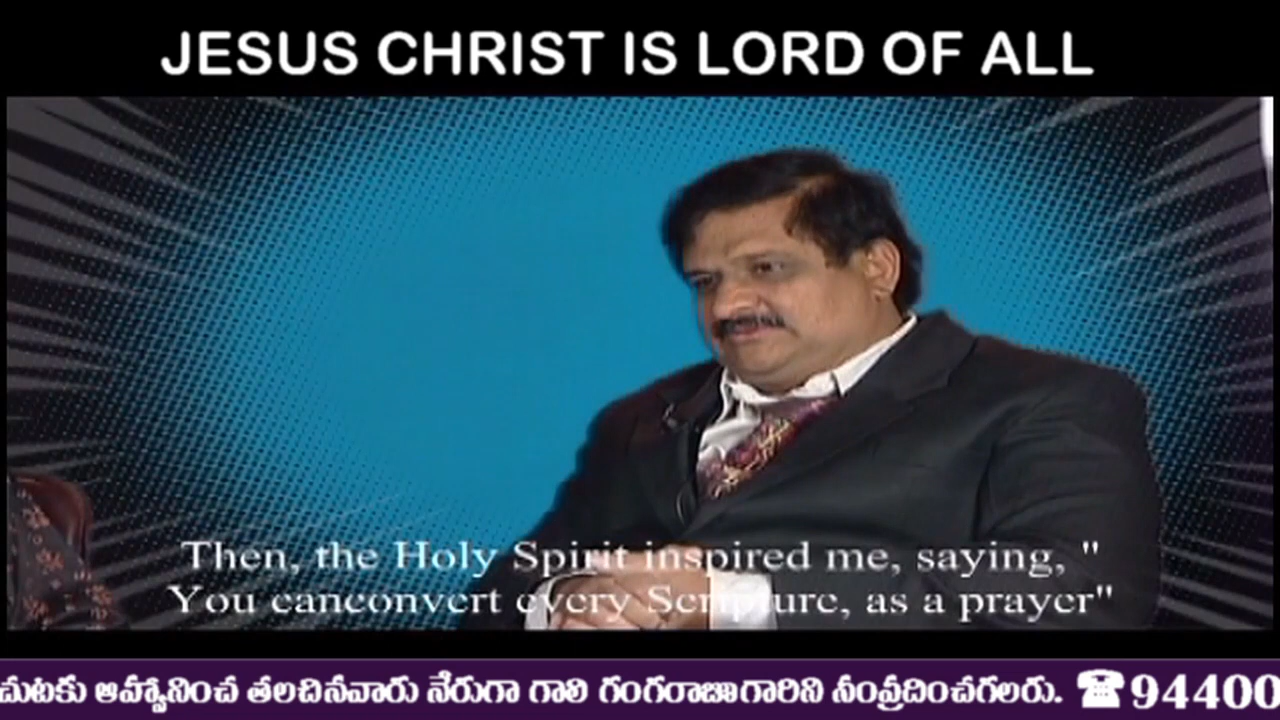 JESUS CHRIST IS LORD OF ALL
Then, the Holy Spirit inspired me, saying, "
You canconvert every Scripture, as a prayer"
చుటకు ఆహ్వానించ తలచినవారు నేరుగా గాలి గంగరాజుగారిని సంప్రదించగలరు. ☎94400